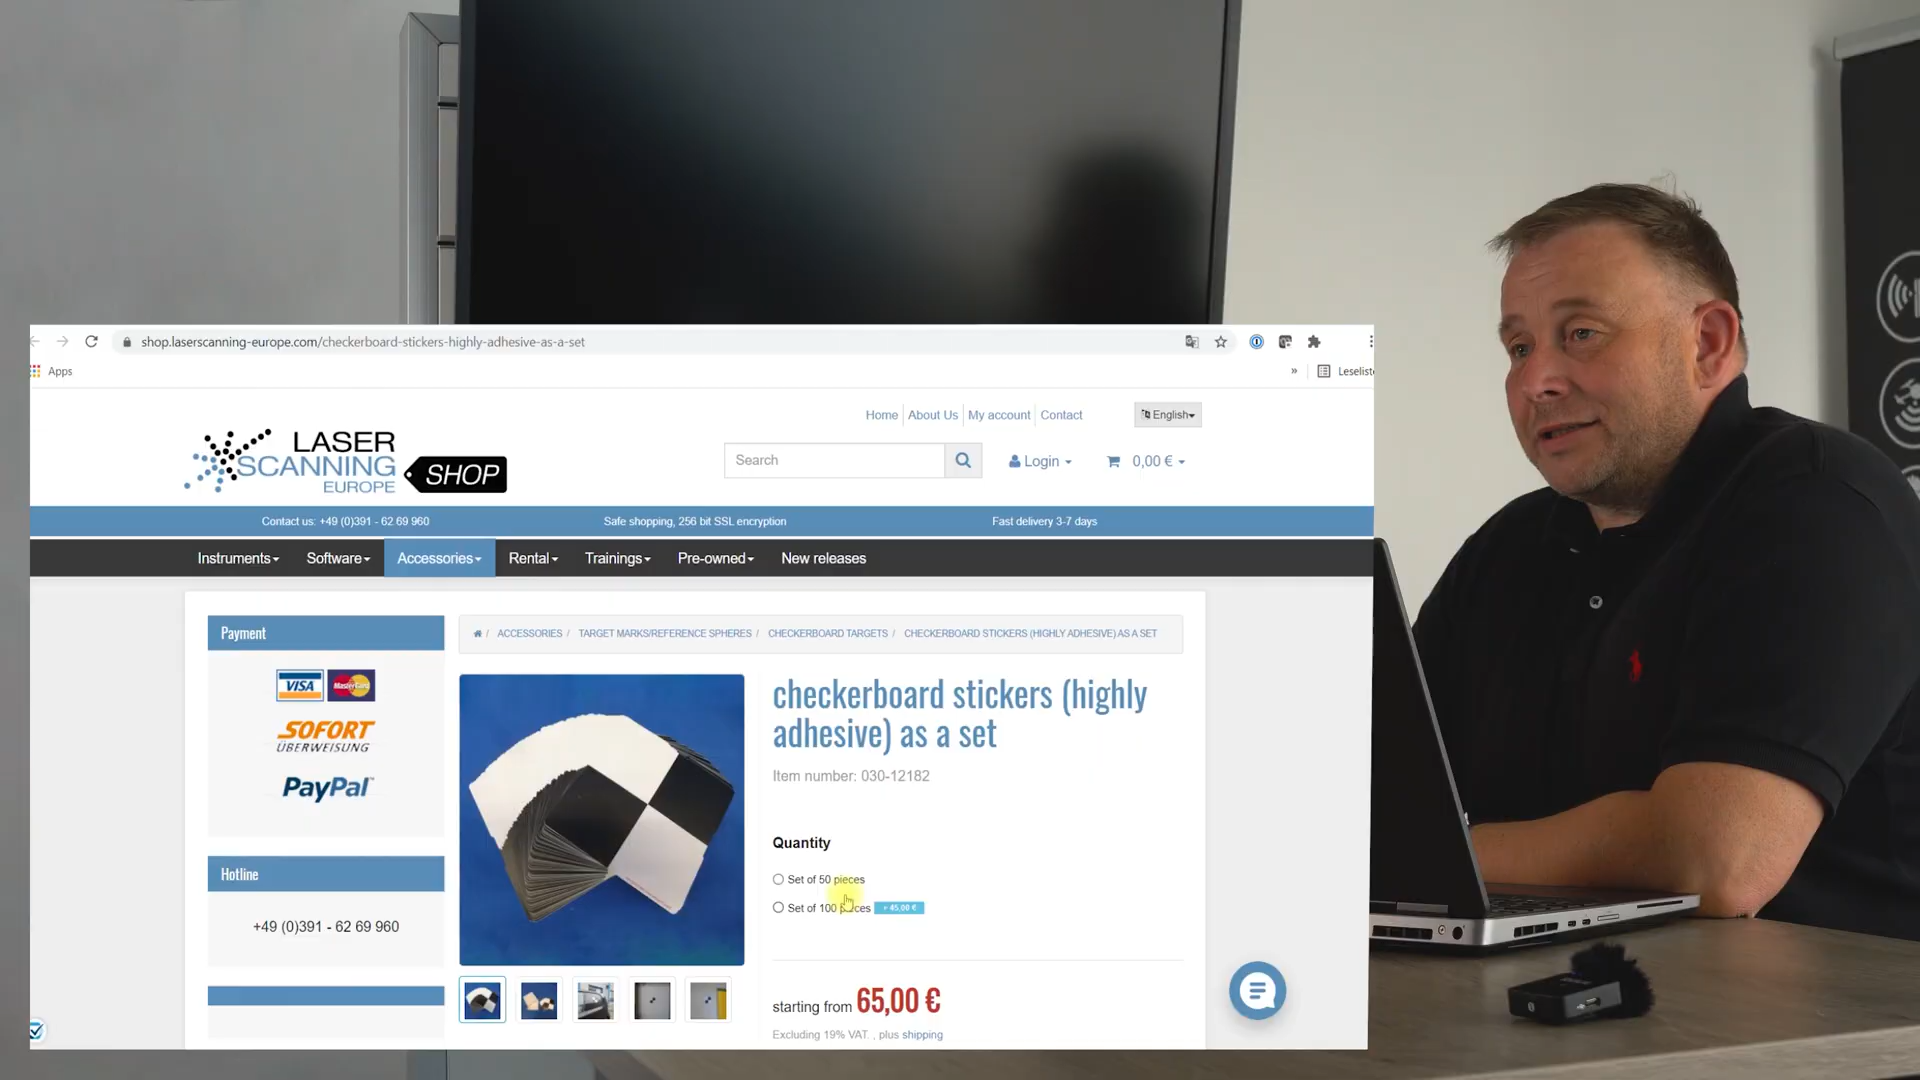 shop.laserscanning-europe.com/checkerboard-stickers-highly-adhesive-as-a-set
Apps
»
Leselist
Home
About Us
My account
Contact
English
LASER
SCANNING
EUROPE
SHOP
Search
Login
0,00 €
Contact us: +49 (0)391 - 62 69 960
Safe shopping, 256 bit SSL encryption
Fast delivery 3-7 days
Instruments
Software
Accessories
Rental
Trainings
Pre-owned
New releases
Payment
VISA
MasterCard
SOFORT
ÜBERWEISUNG
PayPal
Hotline
+49 (0)391 - 62 69 960
/ ACCESSORIES / TARGET MARKS/REFERENCE SPHERES / CHECKERBOARD TARGETS / CHECKERBOARD STICKERS (HIGHLY ADHESIVE) AS A SET
checkerboard stickers (highly
adhesive) as a set
Item number: 030-12182
Quantity
Set of 50 pieces
Set of 100 pieces + 45,00 €
starting from 65,00 €
Excluding 19% VAT. , plus shipping